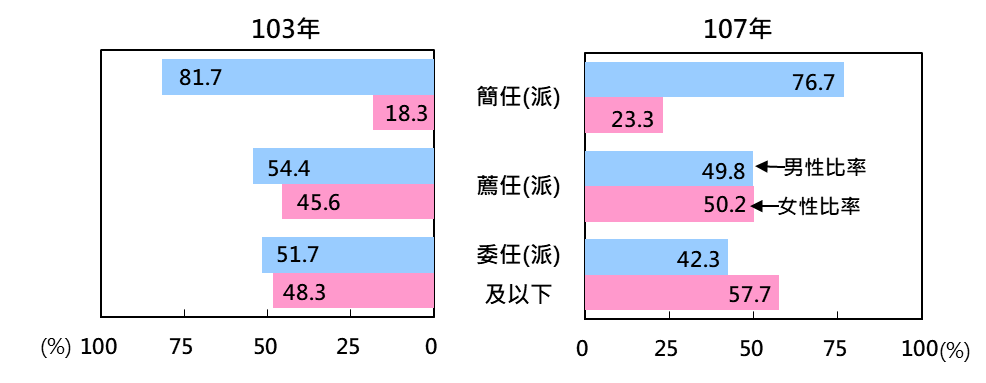 103年
107年
81.7
18.3
簡任(派)
76.7
23.3
54.4
45.6
薦任(派)
49.8
男性比率
50.2
女性比率
51.7
48.3
委任(派)
及以下
42.3
57.7
(%) 100 75 50 25 0
0 25 50 75 100(%)